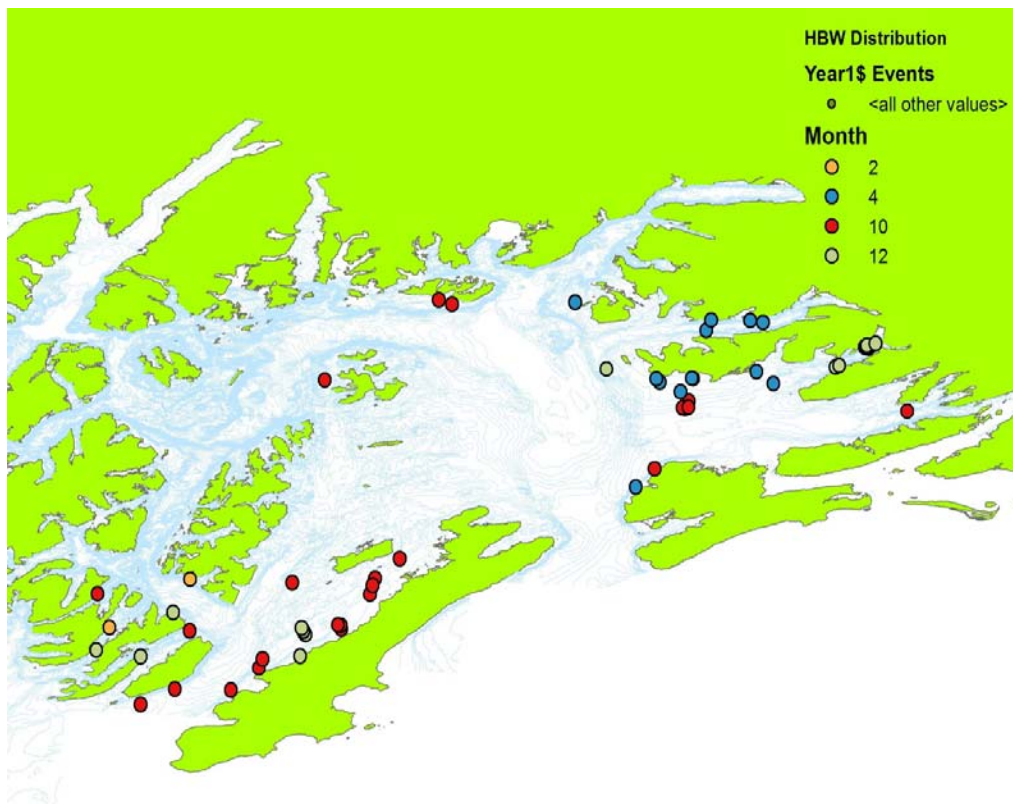 HBW Distribution
Year1$ Events
<all other values>
Month
2
4
10
12